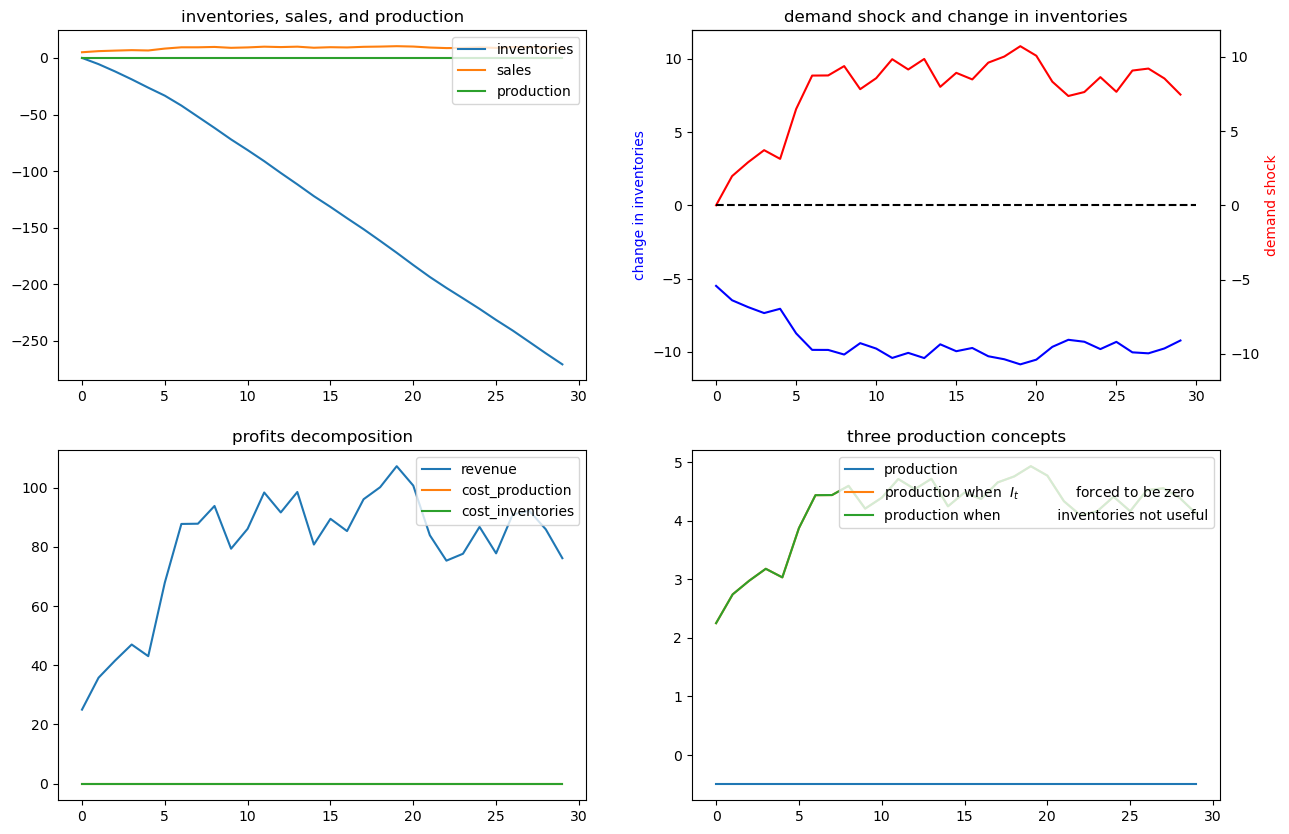 inventories, sales, and production
0
−50
−100
−150
−200
−250
0 5 10 15 20 25 30
inventories
sales
production
demand shock and change in inventories
change in inventories
10
5
0
−5
−10
0 5 10 15 20 25 30
10
5
0
−5
−10
demand shock
profits decomposition
100
80
60
40
20
0
0 5 10 15 20 25 30
revenue
cost_production
cost_inventories
three production concepts
5
4
3
2
1
0
0 5 10 15 20 25 30
production
production when I_t forced to be zero
production when inventories not useful